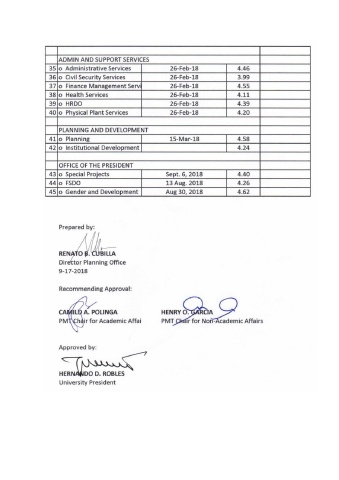 ADMIN AND SUPPORT SERVICES
35 o Administrative Services 26-Feb-18 4.46
36 o Civil Security Services 26-Feb-18 3.99
37 o Finance Management Servi 26-Feb-18 4.55
38 o Health Services 26-Feb-18 4.11
39 o HRDO 26-Feb-18 4.39
40 o Physical Plant Services 26-Feb-18 4.20
PLANNING AND DEVELOPMENT
41 o Planning 15-Mar-18 4.58
42 o Institutional Development 4.24
OFFICE OF THE PRESIDENT
43 o Special Projects Sept. 6, 2018 4.40
44 o FSDO 13 Aug. 2018 4.26
45 o Gender and Development Aug 30, 2018 4.62
Prepared by:
RENATO B. CUBILLA
Director Planning Office
9-17-2018
Recommending Approval:
CAMILO A. POLINGA HENRY O. GARCIA
PMT Chair for Academic Affai PMT Chair for Non-Academic Affairs
Approved by:
HERNANDO D. ROBLES
University President